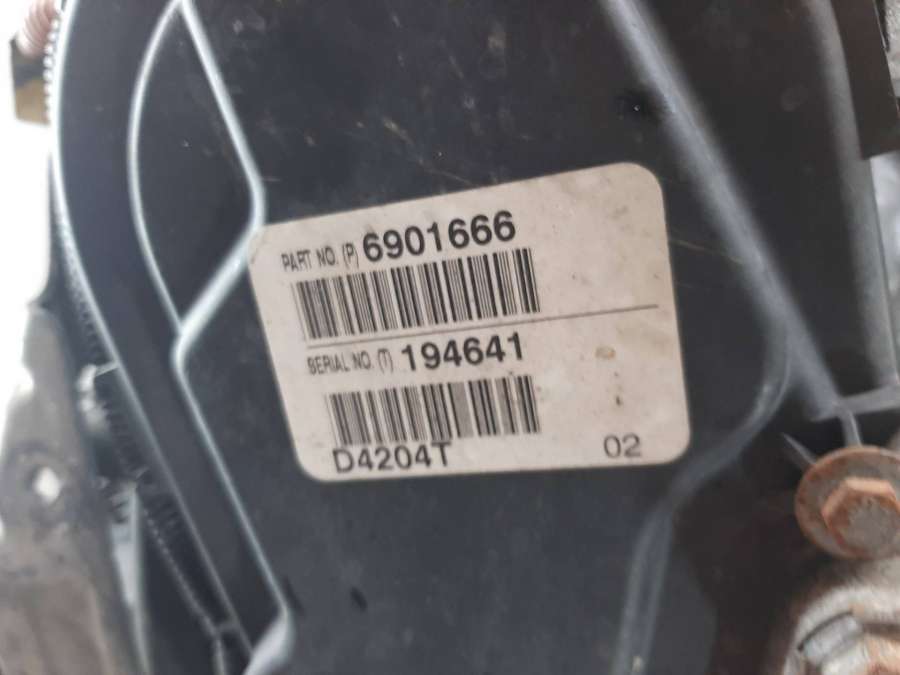 PART NO. (P) 6901666
SERIAL NO. (T) 194641
D4204T 02